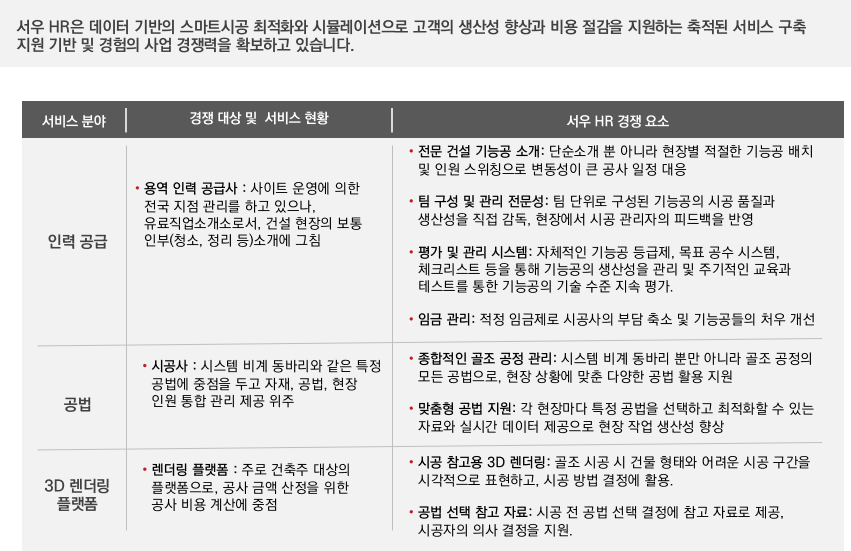 서우 HR은 데이터 기반의 스마트시공 최적화와 시뮬레이션으로 고객의 생산성 향상과 비용 절감을 지원하는 축적된 서비스 구축
지원 기반 및 경험의 사업 경쟁력을 확보하고 있습니다.
서비스 분야
경쟁 대상 및 서비스 현황
서우 HR 경쟁 요소
인력 공급
• 용역 인력 공급사 : 사이트 운영에 의한
전국 지점 관리를 하고 있으나,
유료직업소개소로서, 건설 현장의 보통
인부(청소, 정리 등)소개에 그침
• 전문 건설 기능공 소개: 단순소개 뿐 아니라 현장별 적절한 기능공 배치
및 인원 스위칭으로 변동성이 큰 공사 일정 대응
• 팀 구성 및 관리 전문성: 팀 단위로 구성된 기능공의 시공 품질과
생산성을 직접 감독, 현장에서 시공 관리자의 피드백을 반영
• 평가 및 관리 시스템: 자체적인 기능공 등급제, 목표 공수 시스템,
체크리스트 등을 통해 기능공의 생산성을 관리 및 주기적인 교육과
테스트를 통한 기능공의 기술 수준 지속 평가.
• 임금 관리: 적정 임금제로 시공사의 부담 축소 및 기능공들의 처우 개선
공법
• 시공사 : 시스템 비계 동바리와 같은 특정
공법에 중점을 두고 자재, 공법, 현장
인원 통합 관리 제공 위주
• 종합적인 골조 공정 관리: 시스템 비계 동바리 뿐만 아니라 골조 공정의
모든 공법으로, 현장 상황에 맞춘 다양한 공법 활용 지원
• 맞춤형 공법 지원: 각 현장마다 특정 공법을 선택하고 최적화할 수 있는
자료와 실시간 데이터 제공으로 현장 작업 생산성 향상
3D 렌더링
플랫폼
• 렌더링 플랫폼 : 주로 건축주 대상의
플랫폼으로, 공사 금액 산정을 위한
공사 비용 계산에 중점
• 시공 참고용 3D 렌더링: 골조 시공 시 건물 형태와 어려운 시공 구간을
시각적으로 표현하고, 시공 방법 결정에 활용.
• 공법 선택 참고 자료: 시공 전 공법 선택 결정에 참고 자료로 제공,
시공자의 의사 결정을 지원.